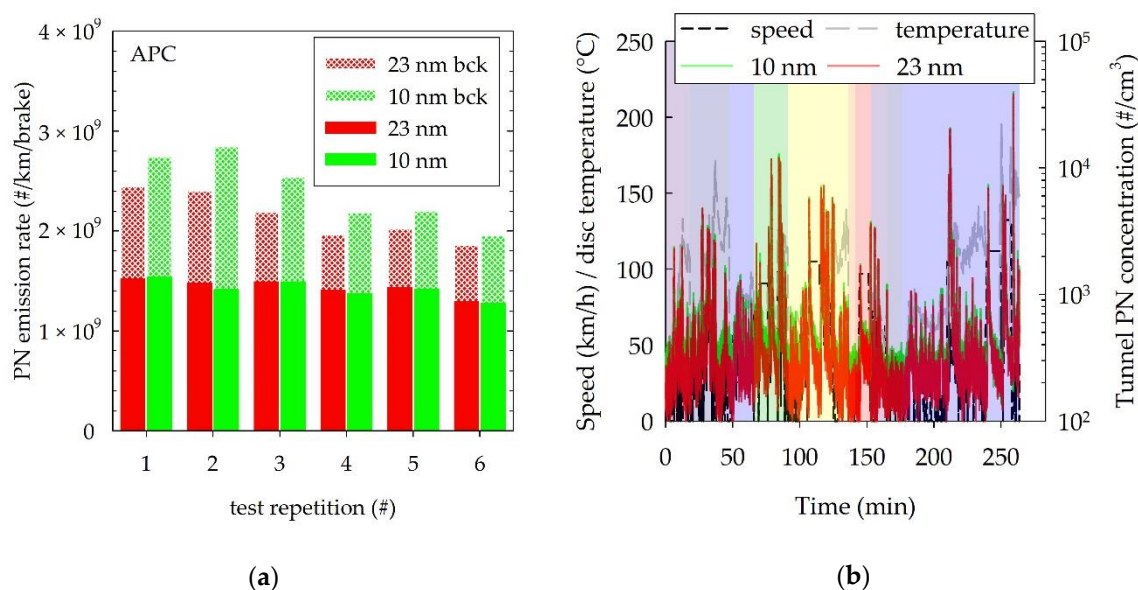 4 × 10⁹
3 × 10⁹
2 × 10⁹
1 × 10⁹
0
PN emission rate (#/km/brake)
APC
23 nm bck
10 nm bck
23 nm
10 nm
1 2 3 4 5 6
test repetition (#)
(a)
speed
temperature
10 nm
23 nm
250
200
150
100
50
0
Speed (km/h) / disc temperature (°C)
10⁵
10⁴
10³
10²
Tunnel PN concentration (#/cm³)
0 50 100 150 200 250
Time (min)
(b)